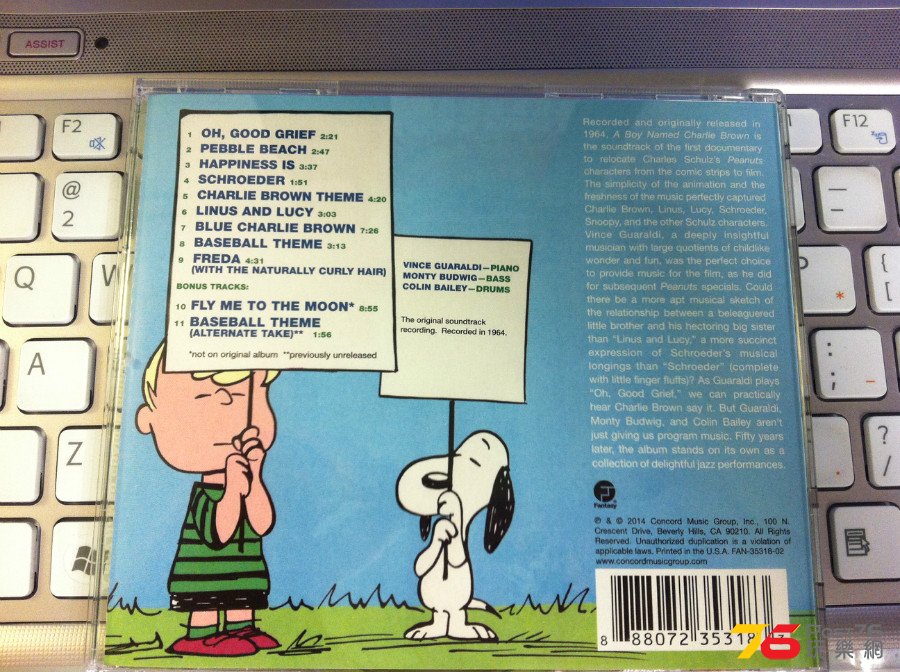 ASSIST
F2
F12
@
2
Q
A
Z
P
*
[
:
;
?
/
1 OH, GOOD GRIEF 2:21
2 PEBBLE BEACH 2:47
3 HAPPINESS IS 3:37
4 SCHROEDER 1:51
5 CHARLIE BROWN THEME 4:20
6 LINUS AND LUCY 3:03
7 BLUE CHARLIE BROWN 7:26
8 BASEBALL THEME 3:13
9 FREDA 4:31
(WITH THE NATURALLY CURLY HAIR)
BONUS TRACKS:
10 FLY ME TO THE MOON* 8:55
11 BASEBALL THEME
(ALTERNATE TAKE)** 1:56
*not on original album **previously unreleased
VINCE GUARALDI—PIANO
MONTY BUDWIG—BASS
COLIN BAILEY—DRUMS
The original soundtrack
recording. Recorded in 1964.
Recorded and originally released in
1964, A Boy Named Charlie Brown is
the soundtrack of the first documentary
to relocate Charles Schulz's Peanuts
characters from the comic strips to film.
The simplicity of the animation and the
freshness of the music perfectly captured
Charlie Brown, Linus, Lucy, Schroeder,
Snoopy, and the other Schulz characters.
Vince Guaraldi, a deeply insightful
musician with large quotients of childlike
wonder and fun, was the perfect choice
to provide music for the film, as he did
for subsequent Peanuts specials. Could
there be a more apt musical sketch of
the relationship between a beleaguered
little brother and his hectoring big sister
than "Linus and Lucy," a more succinct
expression of Schroeder's musical
longings than "Schroeder" (complete
with little finger fluffs)? As Guaraldi plays
"Oh, Good Grief," we can practically
hear Charlie Brown say it. But Guaraldi,
Monty Budwig, and Colin Bailey aren't
just giving us program music. Fifty years
later, the album stands on its own as a
collection of delightful jazz performances.
Fantasy
℗ & © 2014 Concord Music Group, Inc., 100 N.
Crescent Drive, Beverly Hills, CA 90210. All Rights
Reserved. Unauthorized duplication is a violation of
applicable laws. Printed in the U.S.A. FAN-35318-02
www.concordmusicgroup.com
8 88072 35318 3
76
樂網